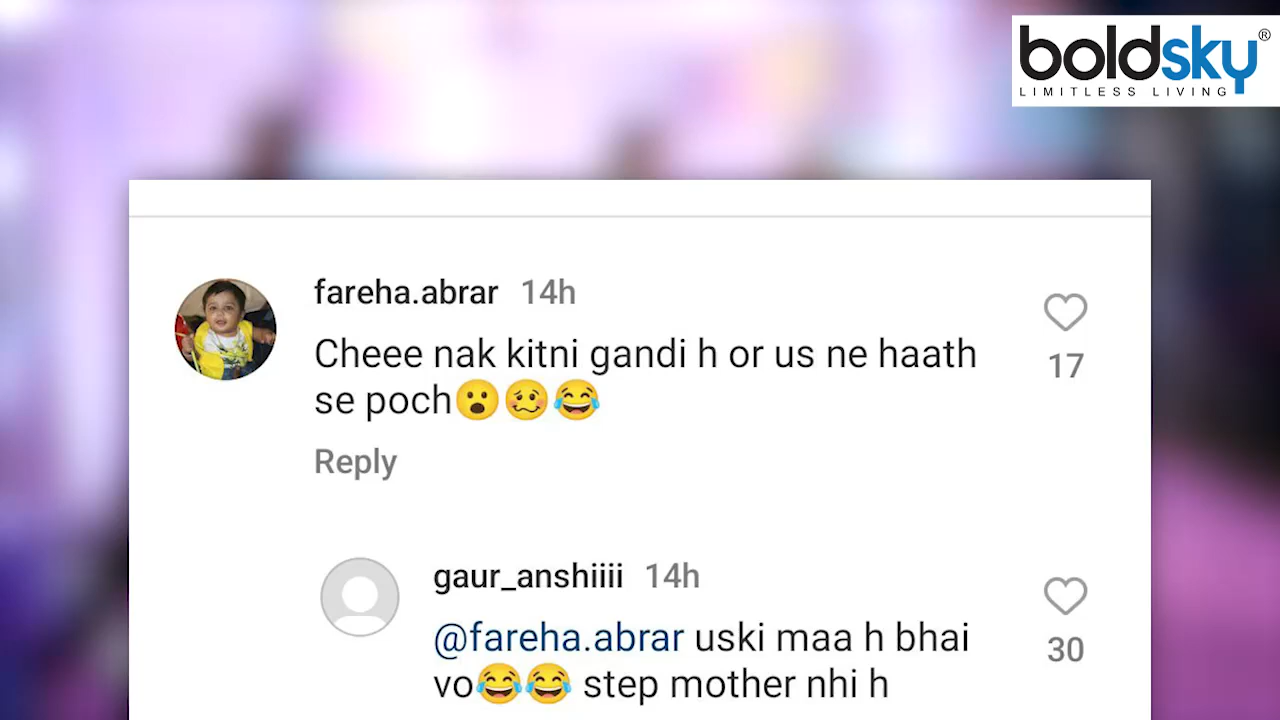 boldsky®
LIMITLESS LIVING
fareha.abrar 14h
Cheee nak kitni gandi h or us ne haath
se poch😮🥴😂
17
Reply
gaur_anshiiii 14h
@fareha.abrar uski maa h bhai
vo😂😂 step mother nhi h
30